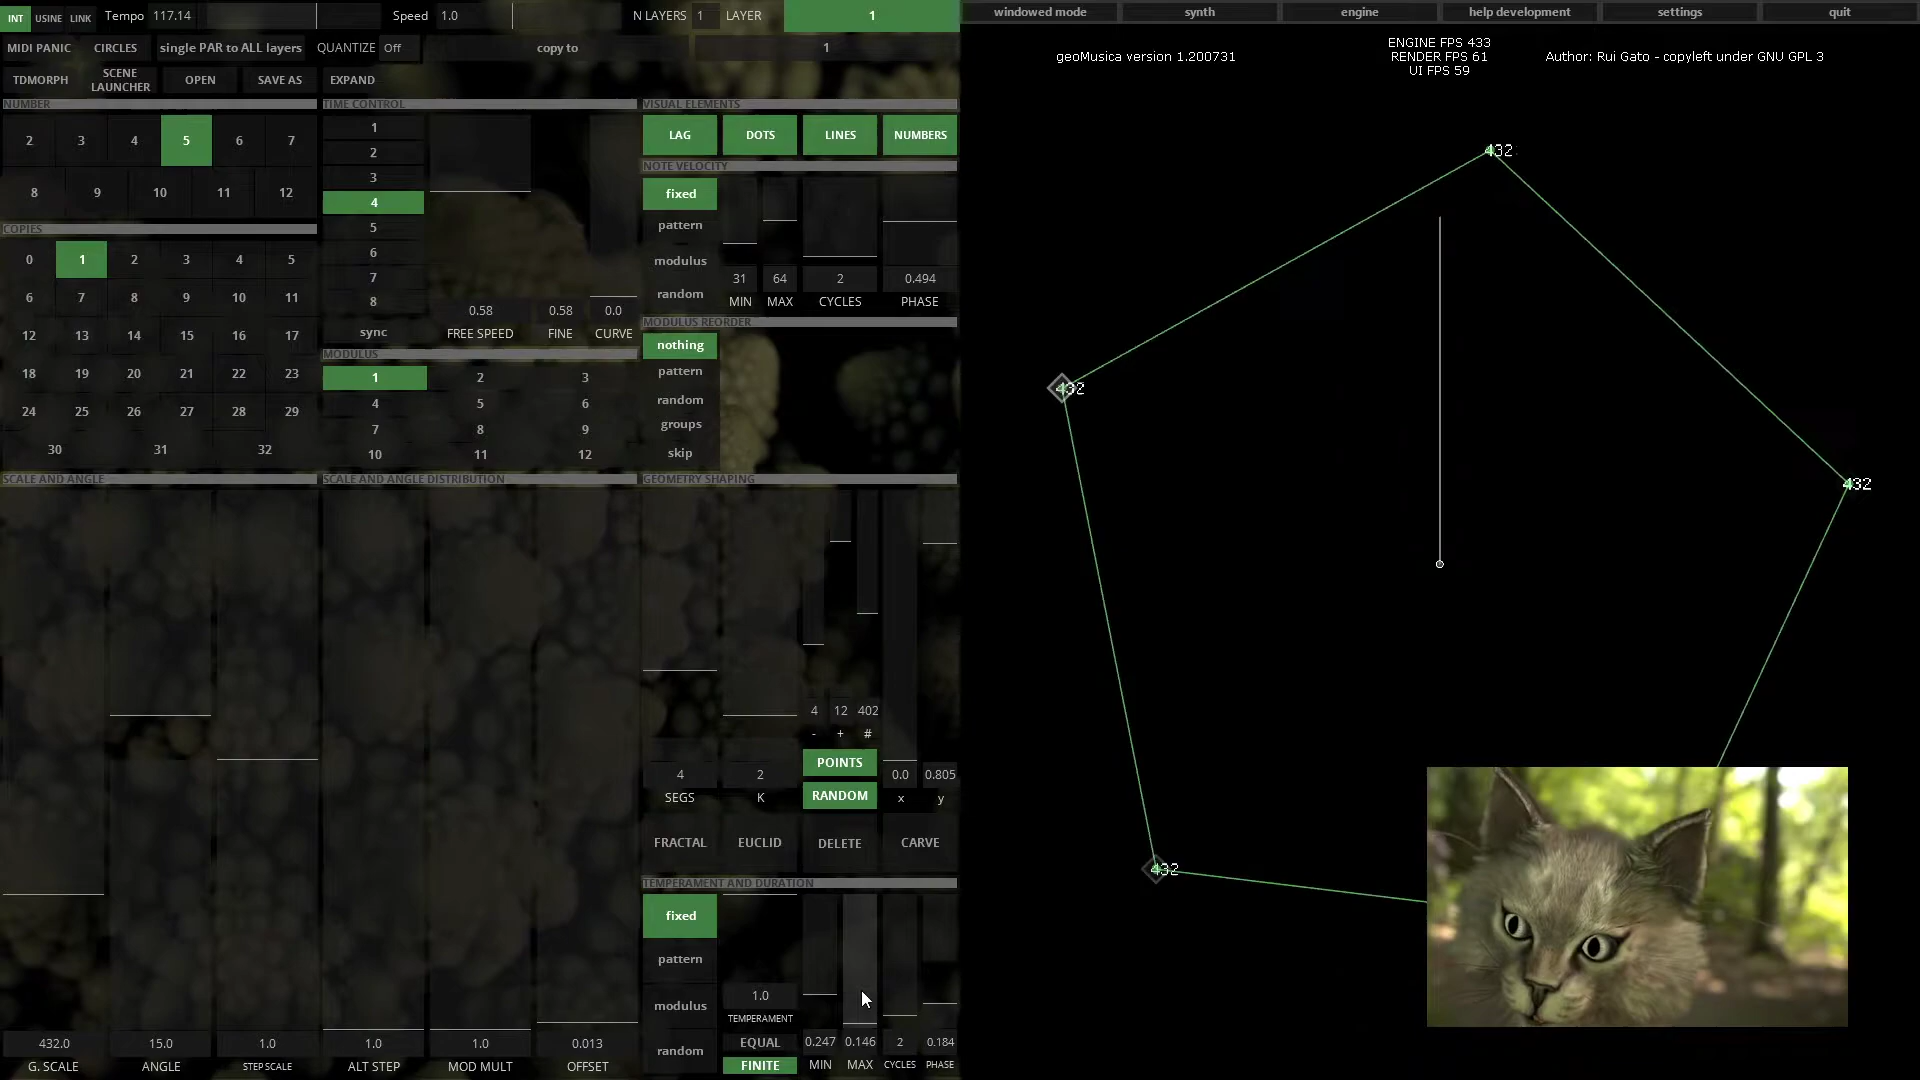 INT USINE LINK Tempo 117.14 Speed 1.0 N LAYERS 1 LAYER 1
windowed mode synth engine help development settings quit
MIDI PANIC CIRCLES single PAR to ALL layers QUANTIZE Off copy to 1
geoMusica version 1.200731
ENGINE FPS 433
RENDER FPS 61
UI FPS 59
Author: Rui Gato - copyleft under GNU GPL 3
TDMORPH SCENE LAUNCHER OPEN SAVE AS EXPAND
NUMBER
2 3 4 5 6 7
8 9 10 11 12
COPIES
0 1 2 3 4 5
6 7 8 9 10 11
12 13 14 15 16 17
18 19 20 21 22 23
24 25 26 27 28 29
30 31 32
TIME CONTROL
1
2
3
4
5
6
7
8
sync
0.58 0.58 0.0
FREE SPEED FINE CURVE
MODULUS
1 2 3
4 5 6
7 8 9
10 11 12
VISUAL ELEMENTS
LAG DOTS LINES NUMBERS
NOTE VELOCITY
fixed
pattern
modulus
random
31 64 2 0.494
MIN MAX CYCLES PHASE
MODULUS REORDER
nothing
pattern
random
groups
skip
SCALE AND ANGLE
432.0 15.0 1.0
G. SCALE ANGLE STEP SCALE
SCALE AND ANGLE DISTRIBUTION
1.0 1.0 0.013
ALT STEP MOD MULT OFFSET
GEOMETRY SHAPING
4 12 402
- + #
POINTS
RANDOM
4 2 0.0 0.805
SEGS K x y
FRACTAL EUCLID DELETE CARVE
TEMPERAMENT AND DURATION
fixed
pattern
modulus
random
1.0
TEMPERAMENT
EQUAL
FINITE
0.247 0.146 2 0.184
MIN MAX CYCLES PHASE
432
432
432
432